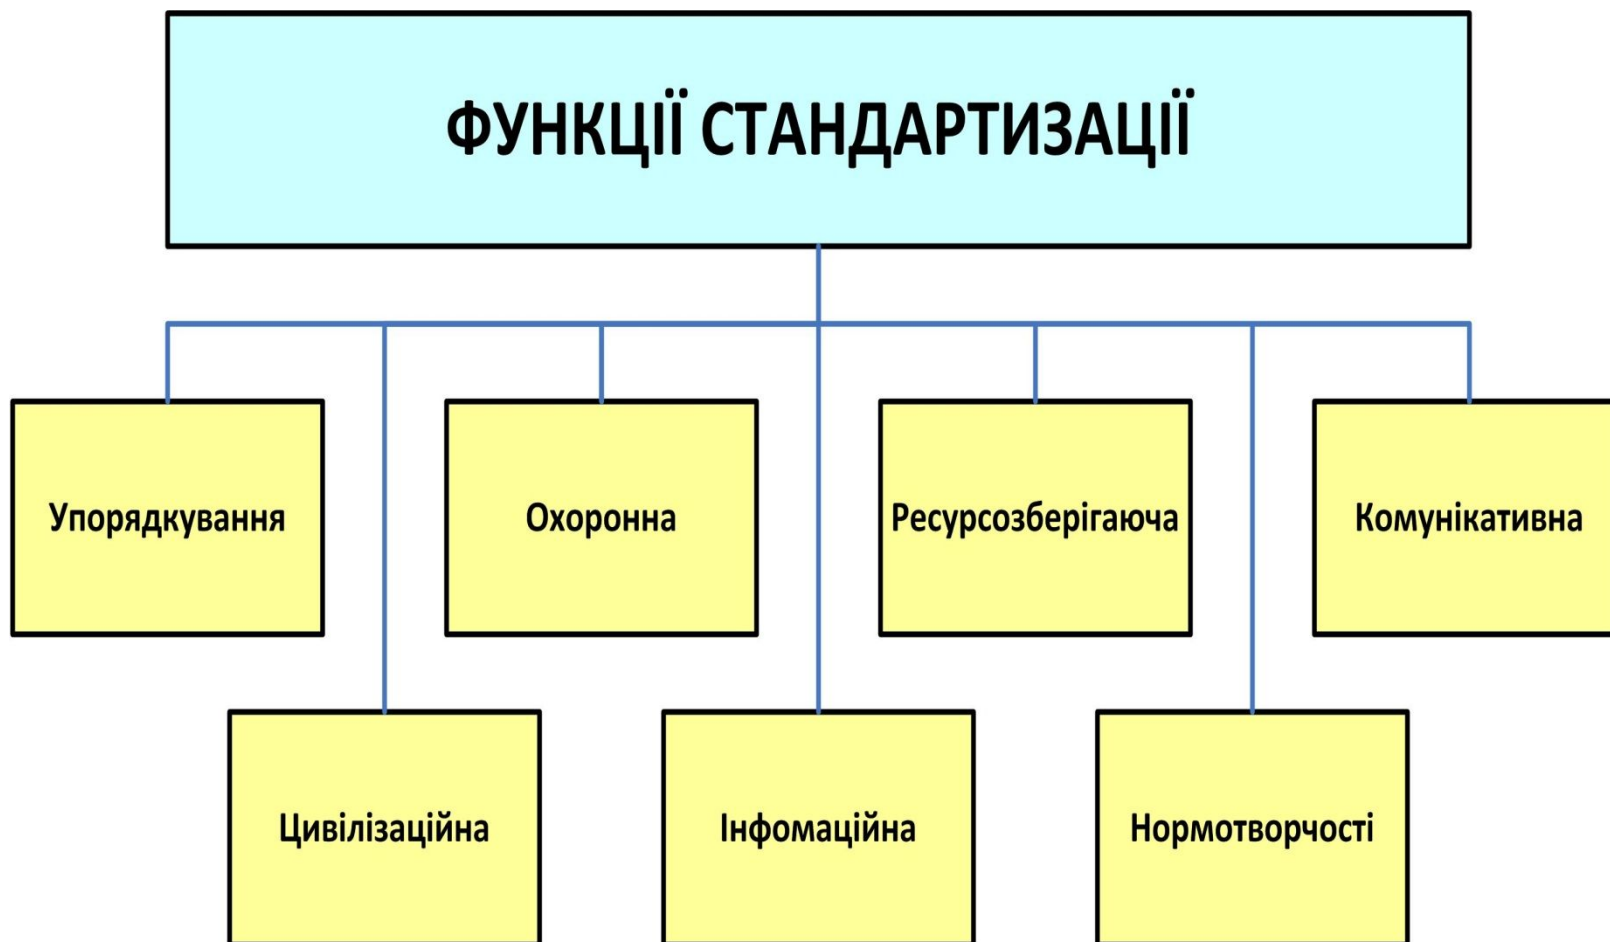 ФУНКЦІЇ СТАНДАРТИЗАЦІЇ
Упорядкування
Охоронна
Ресурсозберігаюча
Комунікативна
Цивілізаційна
Інфомаційна
Нормотворчості